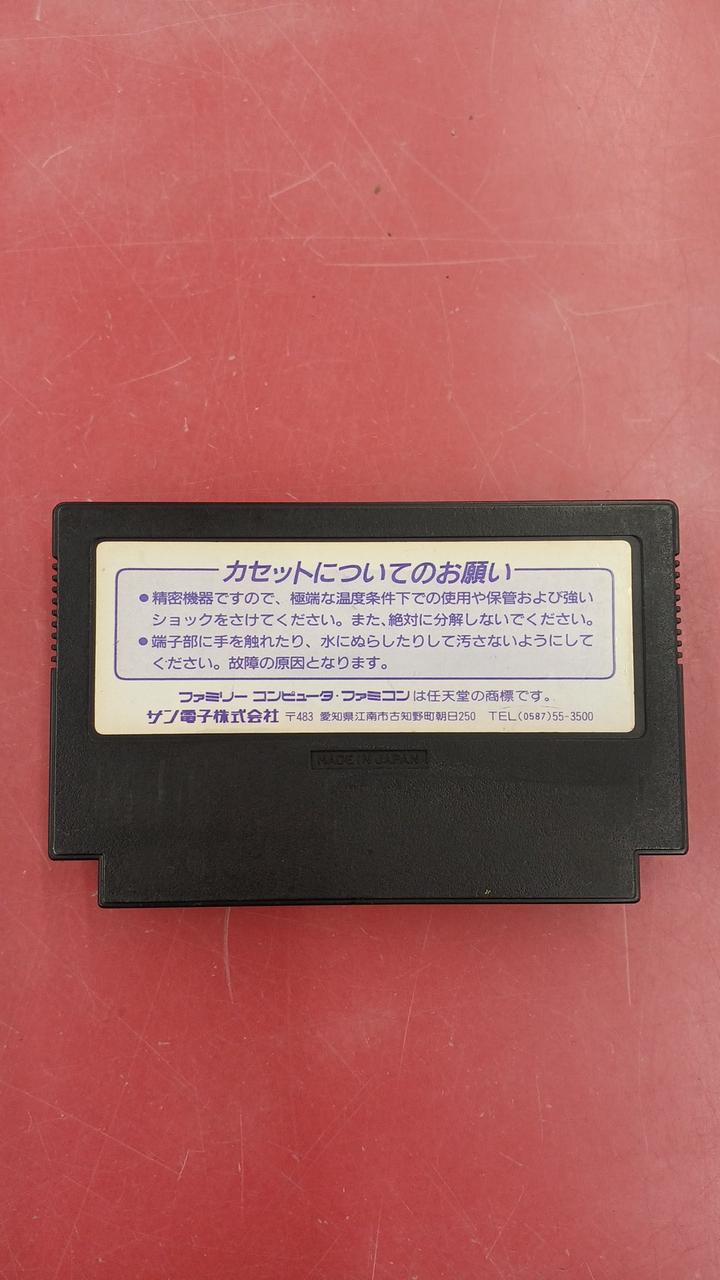 カセットについてのお願い
●精密機器ですので、極端な温度条件下での使用や保管および強い
ショックをさけてください。また、絶対に分解しないでください。
●端子部に手を触れたり、水にぬらしたりして汚さないようにして
ください。故障の原因となります。
ファミリー コンピュータ・ファミコンは任天堂の商標です。
サン電子株式会社 〒483 愛知県江南市古知野町朝日250 TEL(0587)55-3500
MADE IN JAPAN